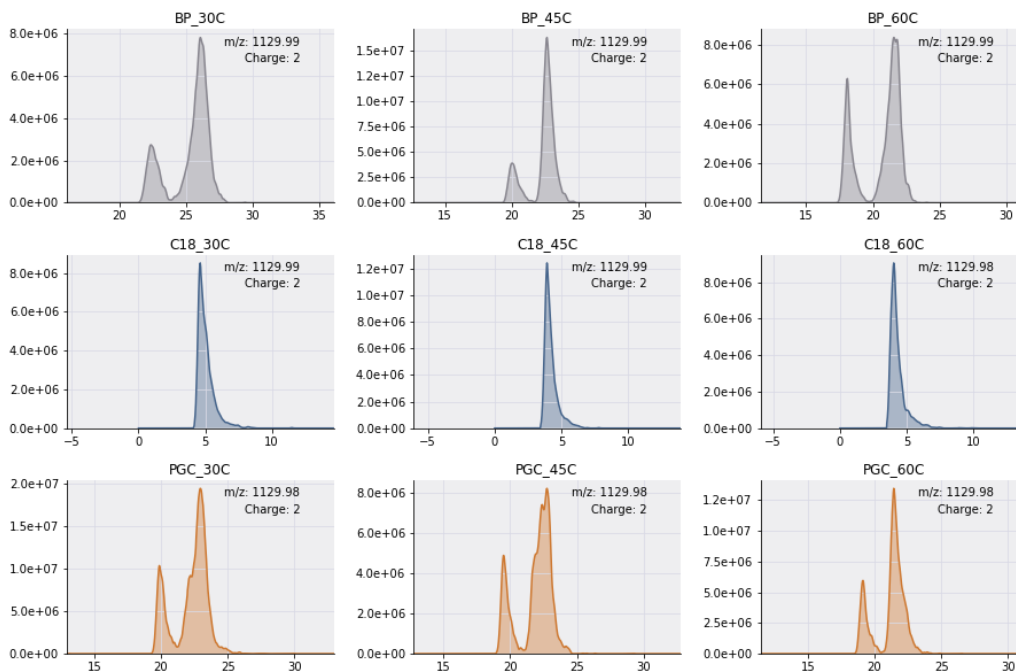 BP_30C
m/z: 1129.99
Charge: 2
8.0e+06
6.0e+06
4.0e+06
2.0e+06
0.0e+00
20 25 30 35
BP_45C
m/z: 1129.99
Charge: 2
1.5e+07
1.3e+07
1.0e+07
7.5e+06
5.0e+06
2.5e+06
0.0e+00
15 20 25 30
BP_60C
m/z: 1129.99
Charge: 2
8.0e+06
6.0e+06
4.0e+06
2.0e+06
0.0e+00
15 20 25 30
C18_30C
m/z: 1129.99
Charge: 2
8.0e+06
6.0e+06
4.0e+06
2.0e+06
0.0e+00
−5 0 5 10
C18_45C
m/z: 1129.99
Charge: 2
1.2e+07
1.0e+07
8.0e+06
6.0e+06
4.0e+06
2.0e+06
0.0e+00
−5 0 5 10
C18_60C
m/z: 1129.98
Charge: 2
8.0e+06
6.0e+06
4.0e+06
2.0e+06
0.0e+00
−5 0 5 10
PGC_30C
m/z: 1129.98
Charge: 2
2.0e+07
1.5e+07
1.0e+07
5.0e+06
0.0e+00
15 20 25 30
PGC_45C
m/z: 1129.98
Charge: 2
8.0e+06
6.0e+06
4.0e+06
2.0e+06
0.0e+00
15 20 25 30
PGC_60C
m/z: 1129.98
Charge: 2
1.2e+07
1.0e+07
7.5e+06
5.0e+06
2.5e+06
0.0e+00
15 20 25 30